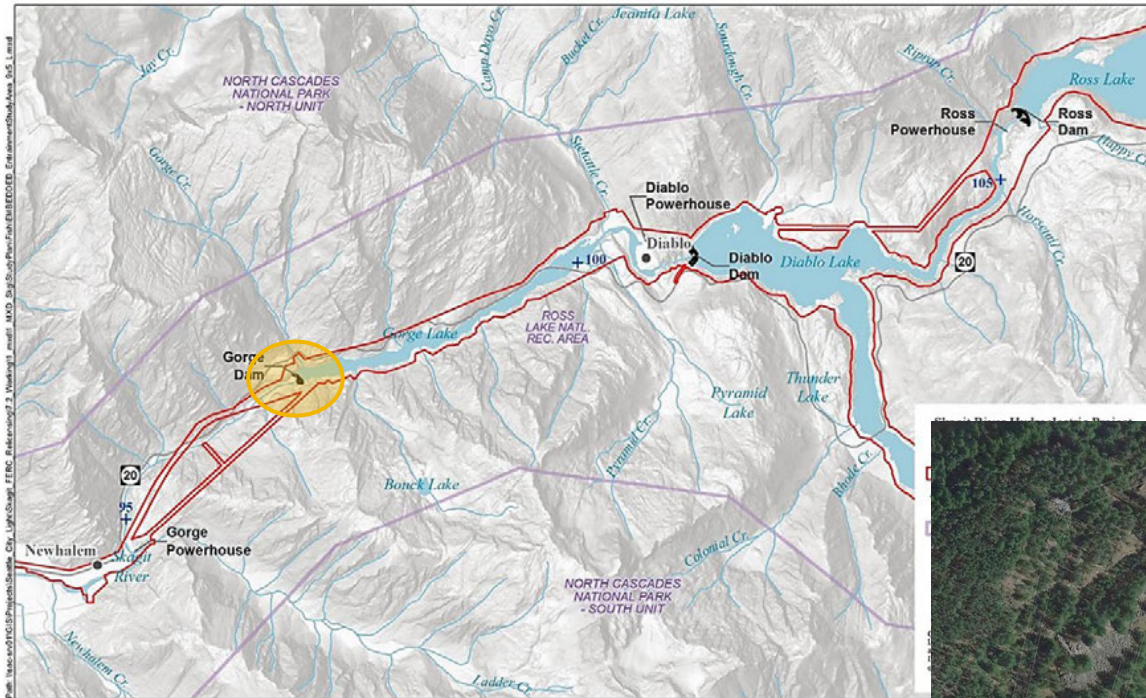 Jay Cr.
Camp Dayo Cr.
Bucket Cr.
Jeanita Lake
Sourdough Cr.
Riprap Cr.
Ross Lake
NORTH CASCADES
NATIONAL PARK
- NORTH UNIT
Ross
Powerhouse
Ross
Dam
Happy Cr.
Gorge Cr.
Stetattle Cr.
Diablo
Powerhouse
105
Horsetail Cr.
Diablo
100
Diablo
Dam
Diablo Lake
20
Gorge Lake
ROSS
LAKE NATL.
REC. AREA
Gorge
Dam
Pyramid
Lake
Thunder
Lake
20
95
Pyramid Cr.
Bonck Lake
Rhode Cr.
Gorge
Powerhouse
Newhalem
Skagit
River
Colonial Cr.
NORTH CASCADES
NATIONAL PARK
- SOUTH UNIT
Newhalem Cr.
Ladder Cr.